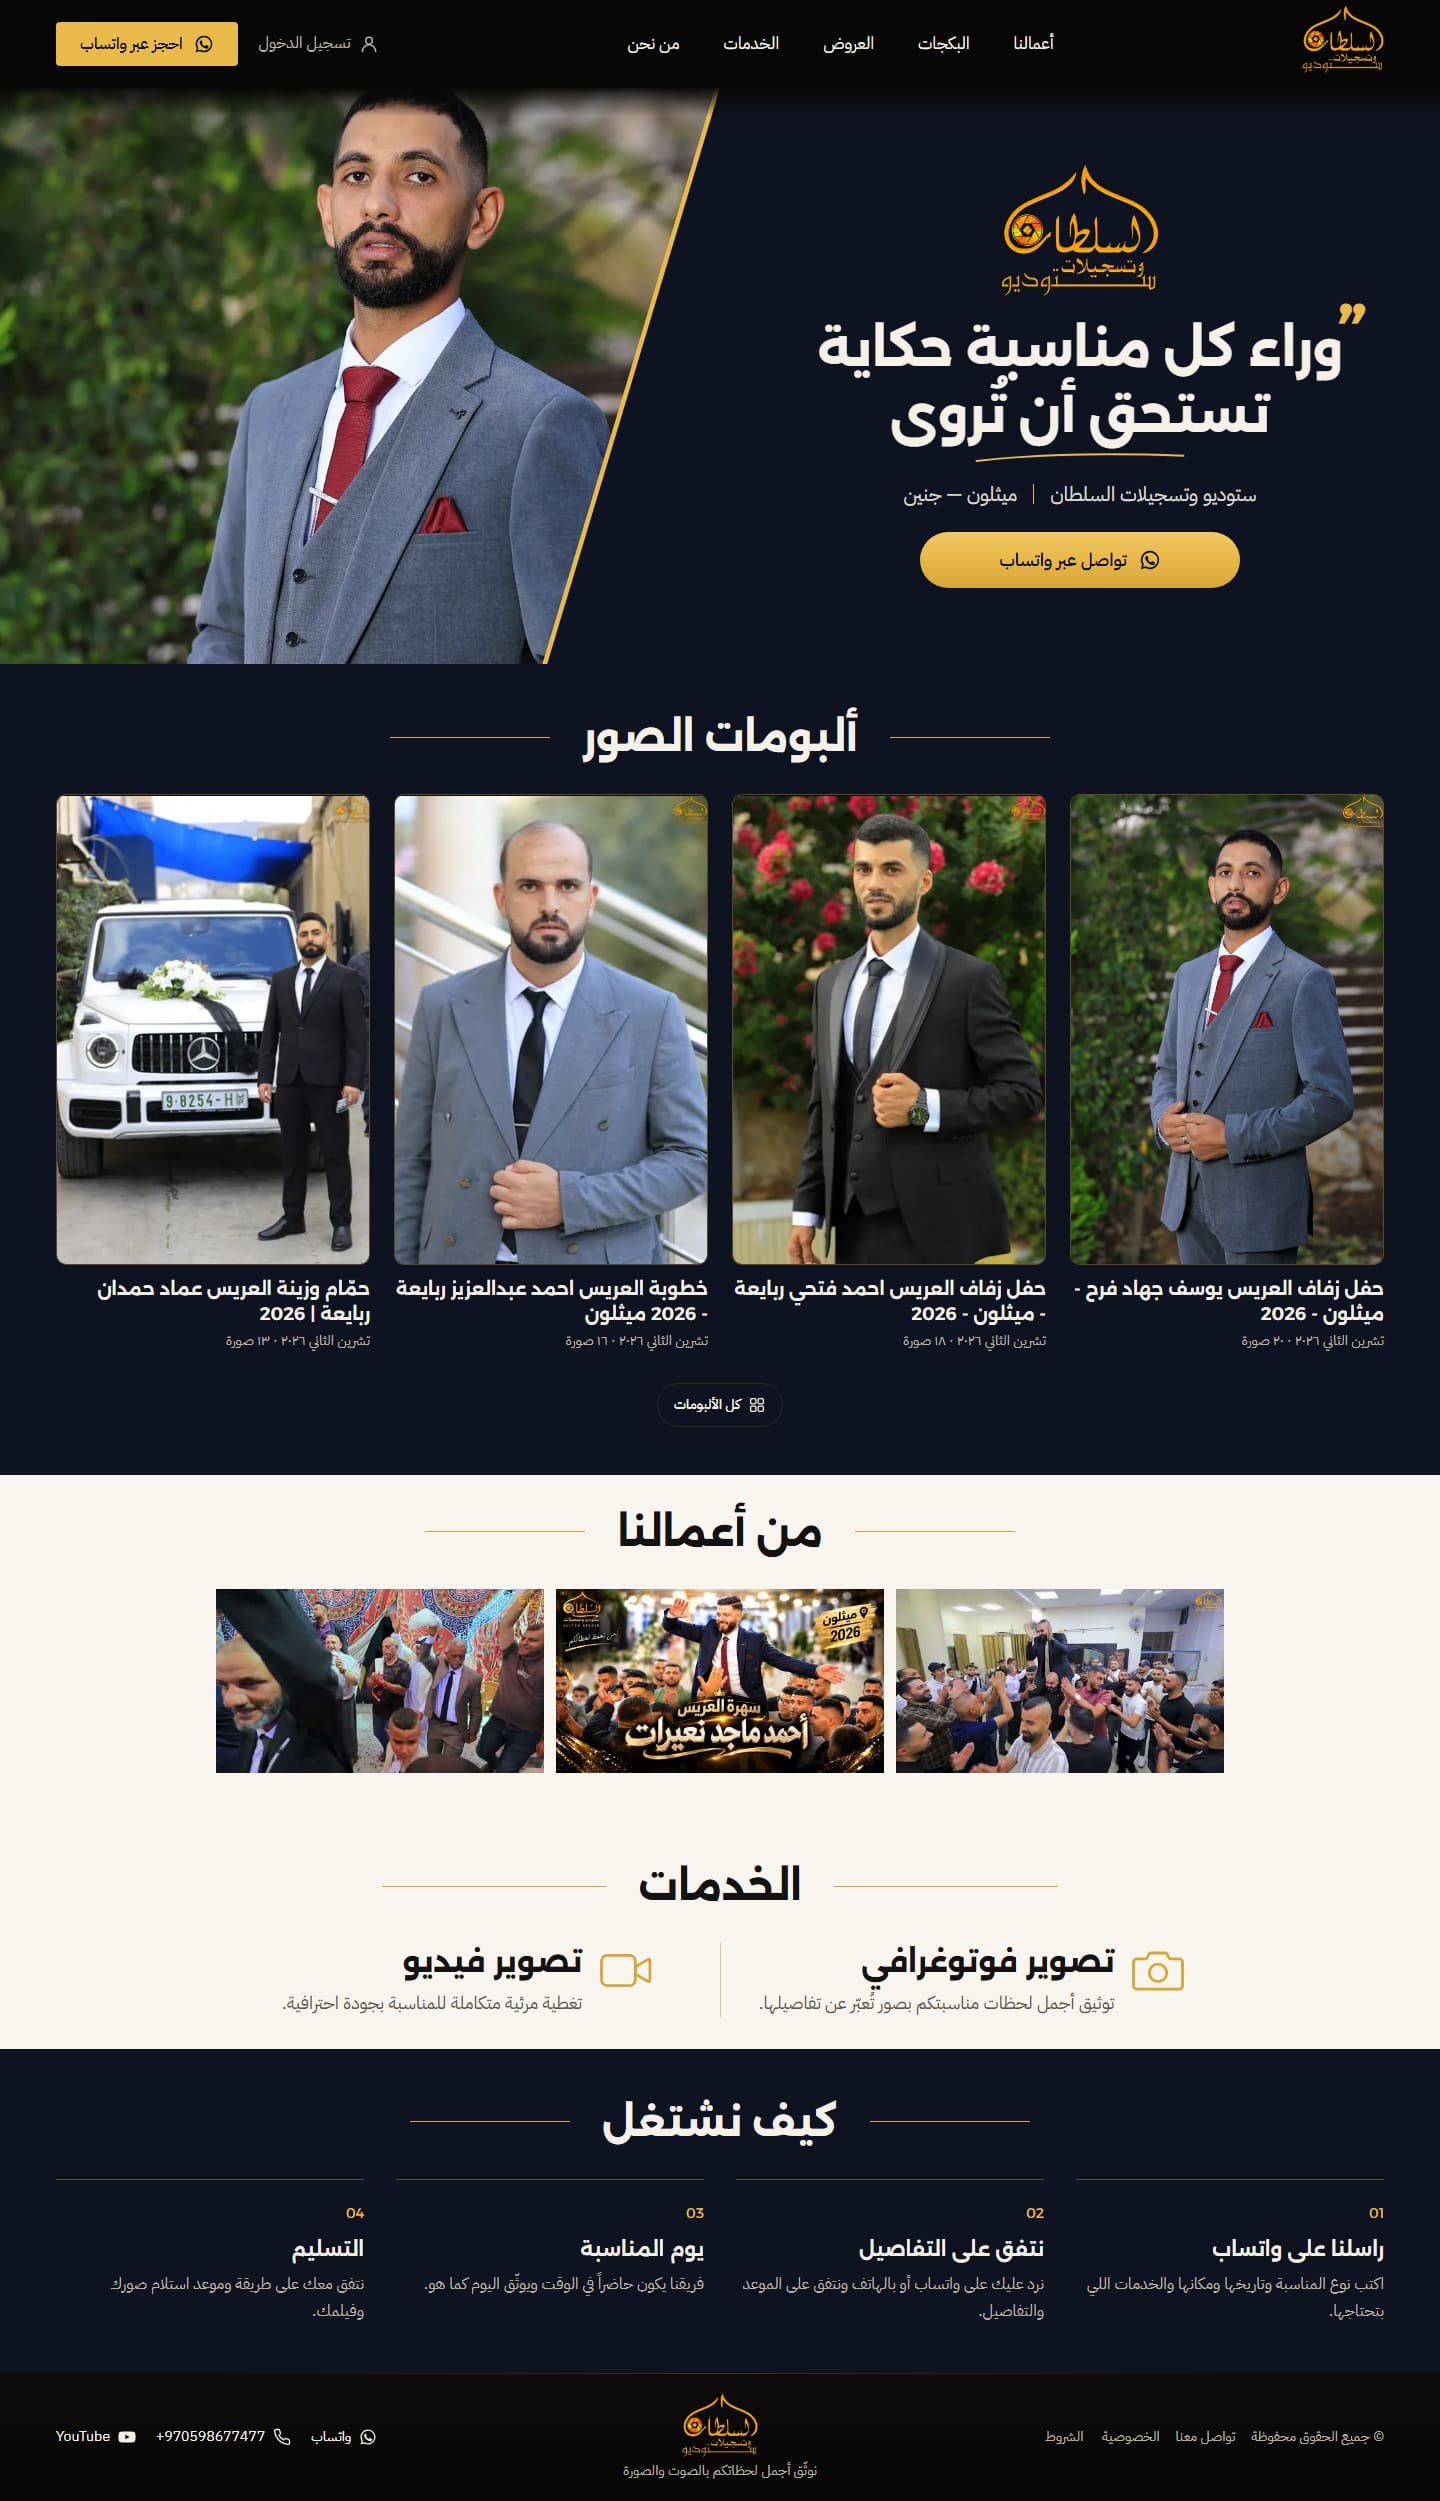 السلطان
وتسجيلات
ستوديو
أعمالنا
البكجات
العروض
الخدمات
من نحن
تسجيل الدخول
احجز عبر واتساب
السلطان
وتسجيلات
ستوديو
”وراء كل مناسبة حكاية
تستحق أن تُروى
ستوديو وتسجيلات السلطان | ميثلون — جنين
تواصل عبر واتساب
ألبومات الصور
9·8254-H
حفل زفاف العريس يوسف جهاد فرح -
ميثلون - 2026
تشرين الثاني ٢٠٢٦ · ٢٠ صورة
حفل زفاف العريس احمد فتحي ربايعة
- ميثلون - 2026
تشرين الثاني ٢٠٢٦ · ١٨ صورة
خطوبة العريس احمد عبدالعزيز ربايعة
- 2026 ميثلون
تشرين الثاني ٢٠٢٦ · ١٦ صورة
حمّام وزينة العريس عماد حمدان
ربايعة | 2026
تشرين الثاني ٢٠٢٦ · ١٣ صورة
كل الألبومات
من أعمالنا
السلطان
ميثلون
2026
سهرة العريس
أحمد ماجد نعيرات
الخدمات
تصوير فوتوغرافي
توثيق أجمل لحظات مناسبتكم بصور تُعبّر عن تفاصيلها.
تصوير فيديو
تغطية مرئية متكاملة للمناسبة بجودة احترافية.
كيف نشتغل
01
راسلنا على واتساب
اكتب نوع المناسبة وتاريخها ومكانها والخدمات اللي
بتحتاجها.
02
نتفق على التفاصيل
نرد عليك على واتساب أو بالهاتف ونتفق على الموعد
والتفاصيل.
03
يوم المناسبة
فريقنا يكون حاضراً في الوقت ويوثّق اليوم كما هو.
04
التسليم
نتفق معك على طريقة وموعد استلام صورك
وفيلمك.
© جميع الحقوق محفوظة
تواصل معنا
الخصوصية
الشروط
السلطان
وتسجيلات
ستوديو
نوثّق أجمل لحظاتكم بالصوت والصورة
واتساب
+970598677477
YouTube